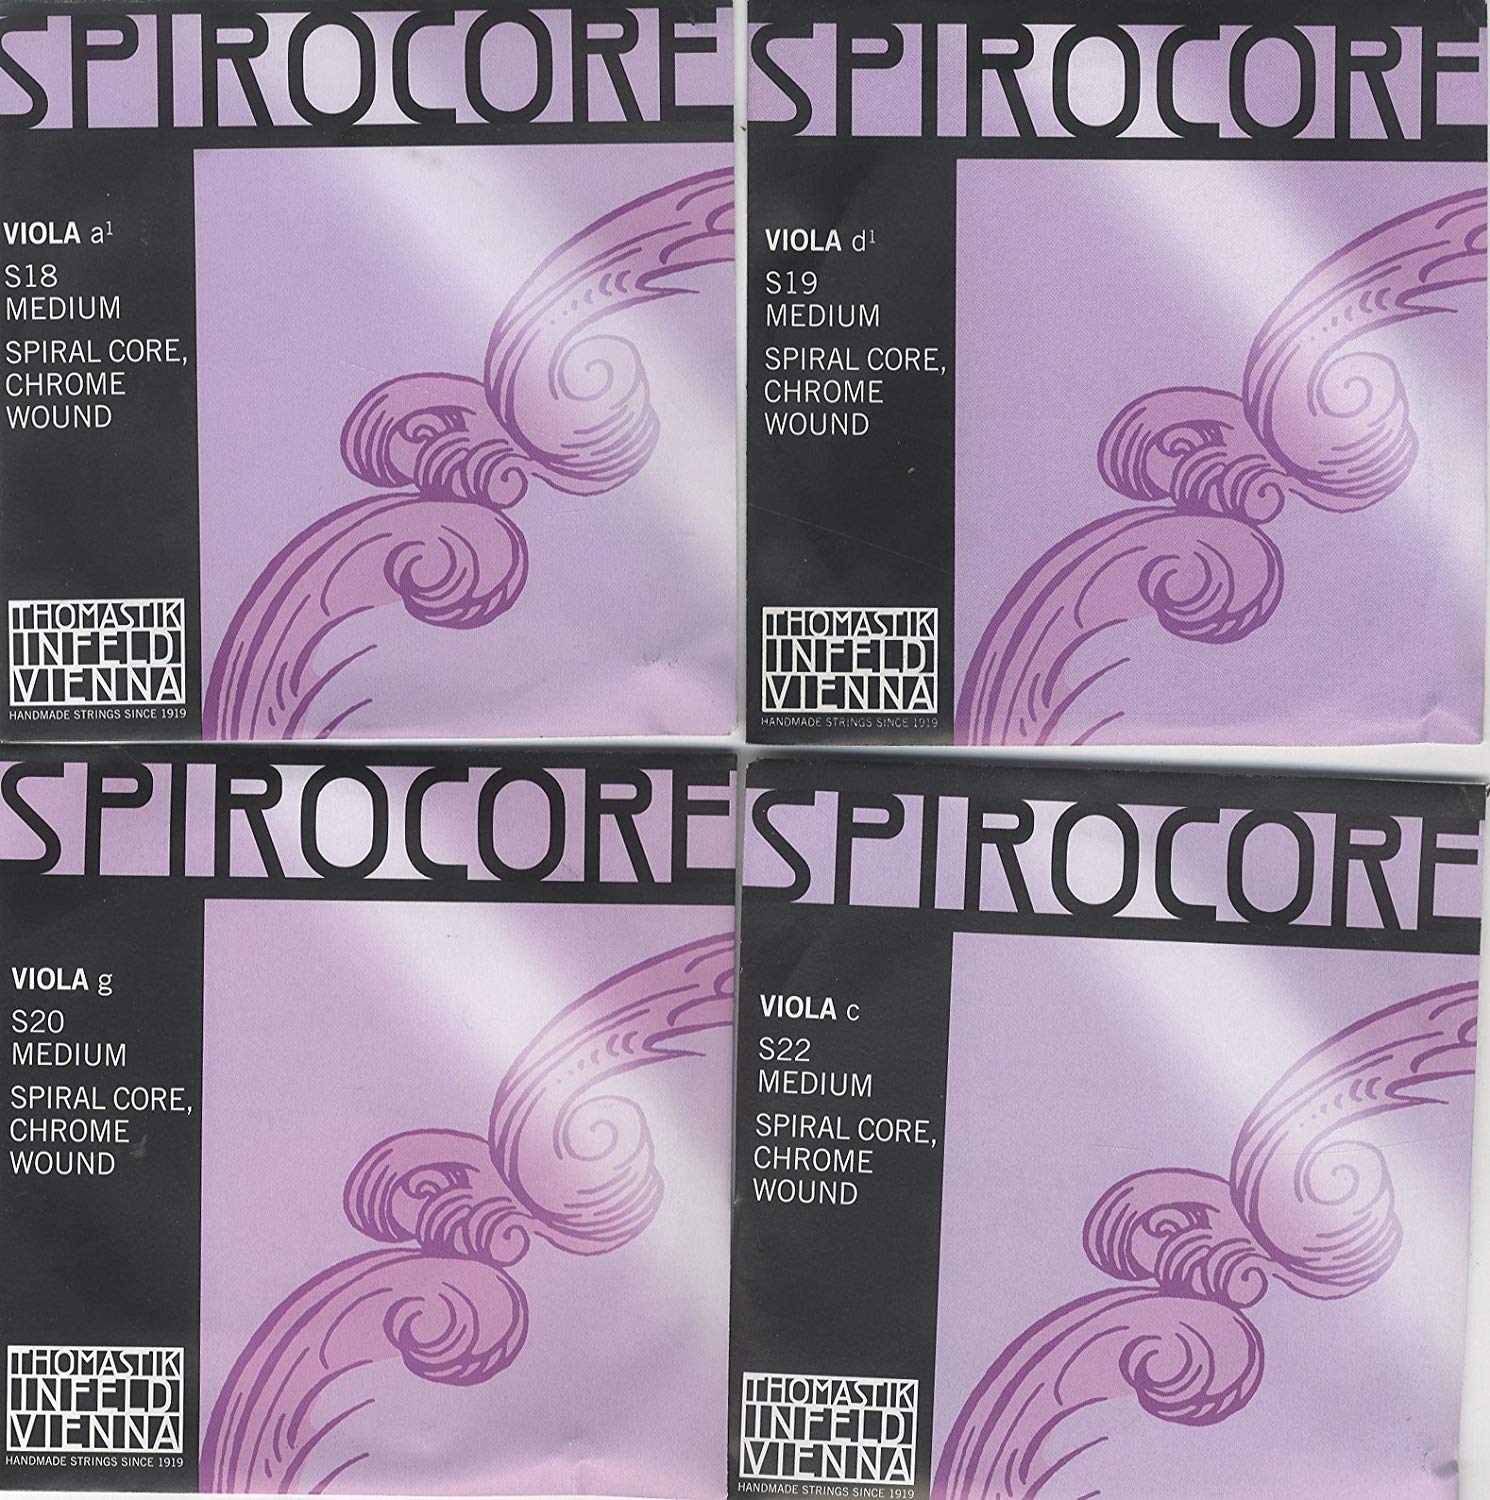 SPIROCORE
VIOLA a¹
S18
MEDIUM
SPIRAL CORE,
CHROME
WOUND
THOMASTIK
INFELD
VIENNA
HANDMADE STRINGS SINCE 1919
SPIROCORE
VIOLA d¹
S19
MEDIUM
SPIRAL CORE,
CHROME
WOUND
THOMASTIK
INFELD
VIENNA
HANDMADE STRINGS SINCE 1919
SPIROCORE
VIOLA g
S20
MEDIUM
SPIRAL CORE,
CHROME
WOUND
THOMASTIK
INFELD
VIENNA
HANDMADE STRINGS SINCE 1919
SPIROCORE
VIOLA c
S22
MEDIUM
SPIRAL CORE,
CHROME
WOUND
THOMASTIK
INFELD
VIENNA
HANDMADE STRINGS SINCE 1919